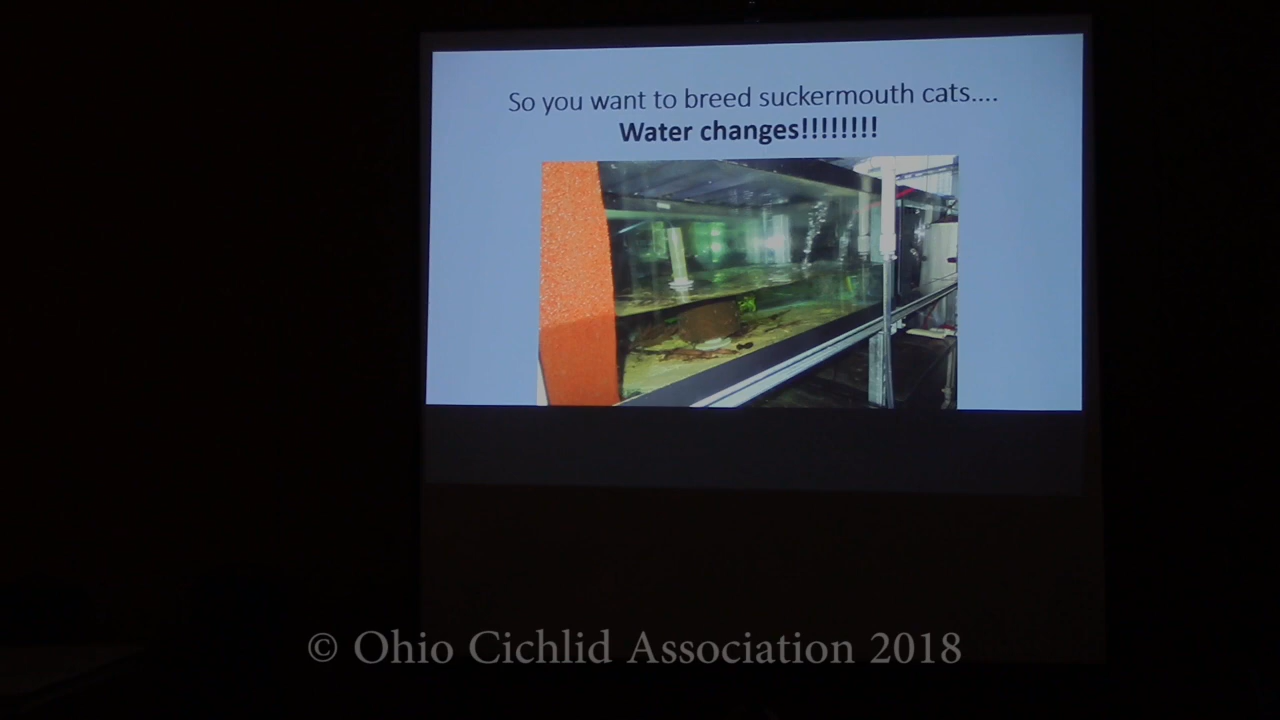 So you want to breed suckermouth cats....
Water changes!!!!!!!!
© Ohio Cichlid Association 2018